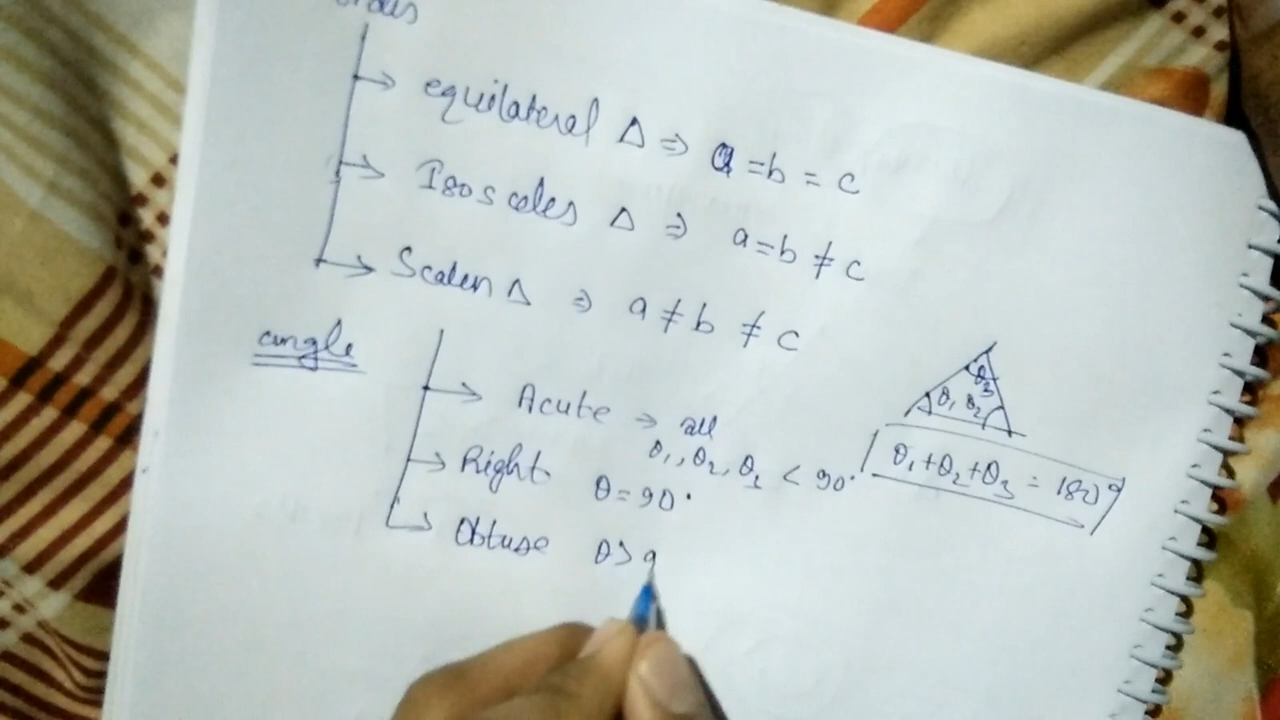 equilateral Δ ⇒ a = b = c
Isosceles Δ ⇒ a = b ≠ c
Scalen Δ ⇒ a ≠ b ≠ c
angle
Acute → all
θ1, θ2, θ3 < 90°
Right θ = 90°
Obtuse θ > 9
θ1 θ2 θ3
θ1 + θ2 + θ3 = 180°